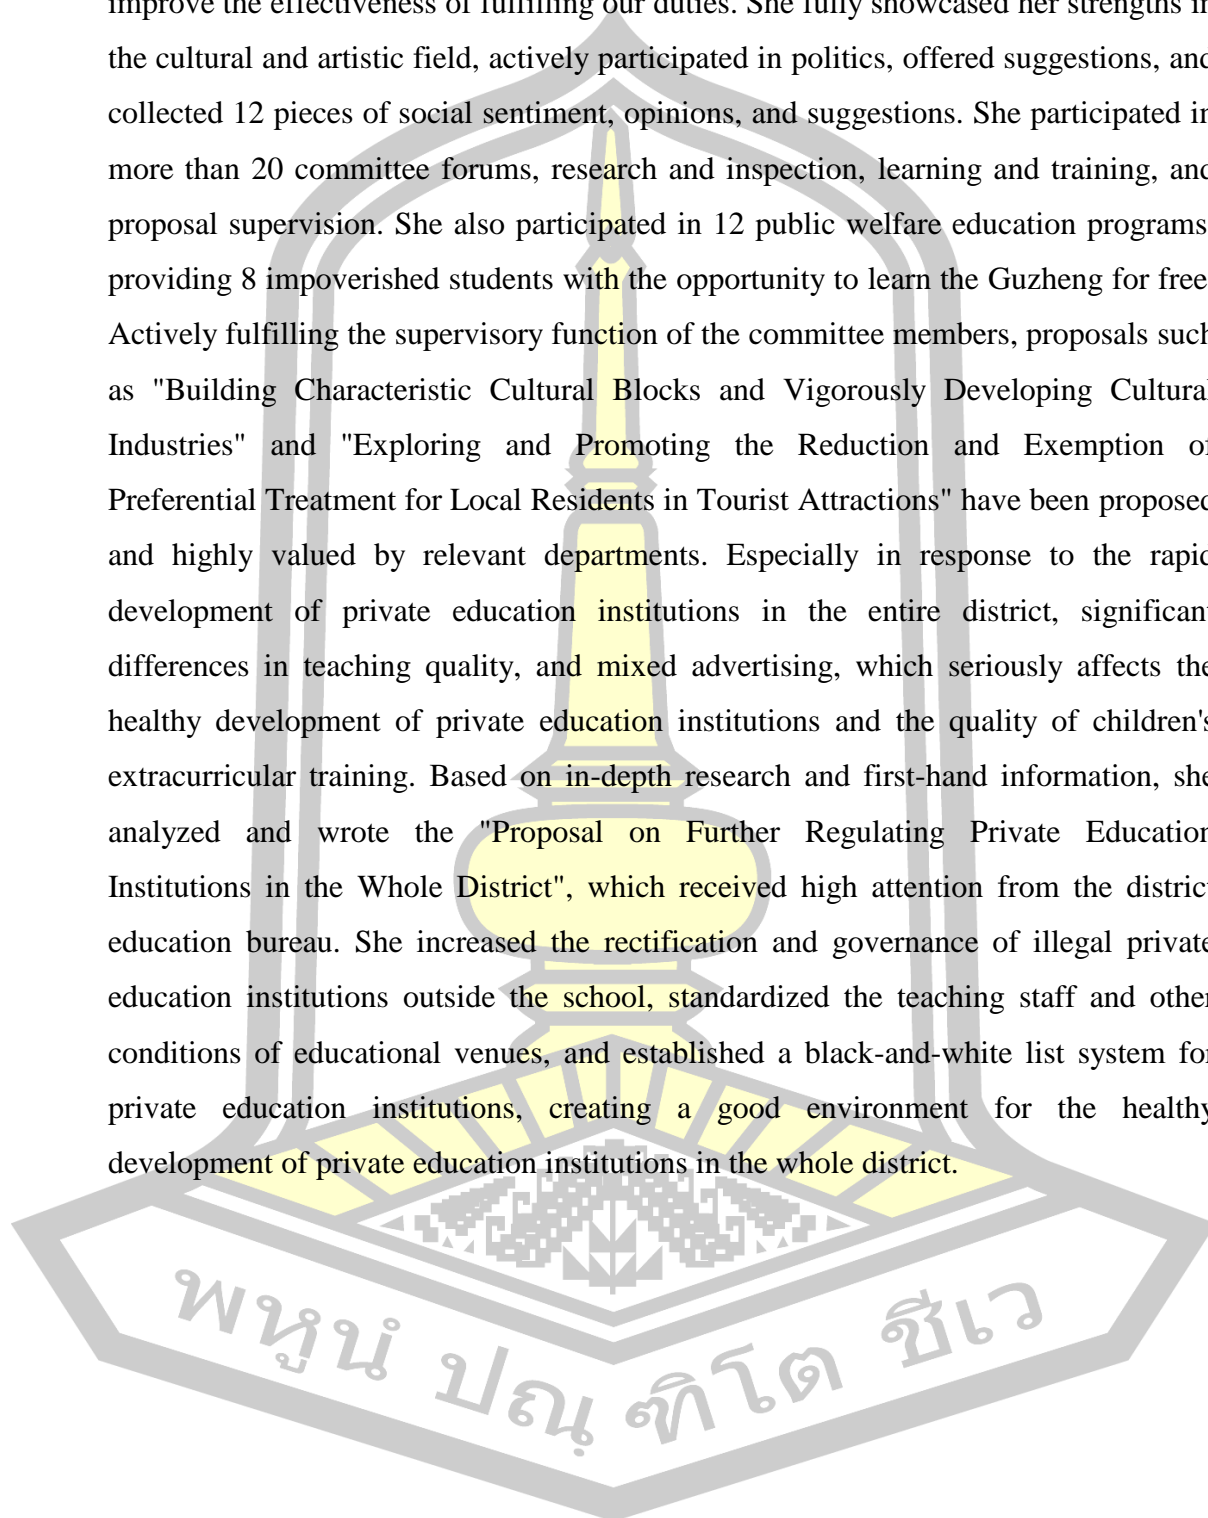 improve the effectiveness of fulfilling our duties. She fully showcased her strengths in
the cultural and artistic field, actively participated in politics, offered suggestions, and
collected 12 pieces of social sentiment, opinions, and suggestions. She participated in
more than 20 committee forums, research and inspection, learning and training, and
proposal supervision. She also participated in 12 public welfare education programs
providing 8 impoverished students with the opportunity to learn the Guzheng for free
Actively fulfilling the supervisory function of the committee members, proposals such
as "Building Characteristic Cultural Blocks and Vigorously Developing Cultural
Industries" and "Exploring and Promoting the Reduction and Exemption of
Preferential Treatment for Local Residents in Tourist Attractions" have been proposed
and highly valued by relevant departments. Especially in response to the rapid
development of private education institutions in the entire district, significant
differences in teaching quality, and mixed advertising, which seriously affects the
healthy development of private education institutions and the quality of children's
extracurricular training. Based on in-depth research and first-hand information, she
analyzed and wrote the "Proposal on Further Regulating Private Education
Institutions in the Whole District", which received high attention from the district
education bureau. She increased the rectification and governance of illegal private
education institutions outside the school, standardized the teaching staff and other
conditions of educational venues, and established a black-and-white list system for
private education institutions, creating a good environment for the healthy
development of private education institutions in the whole district.
พหูนํ ปณฺฑิโต ชีเว